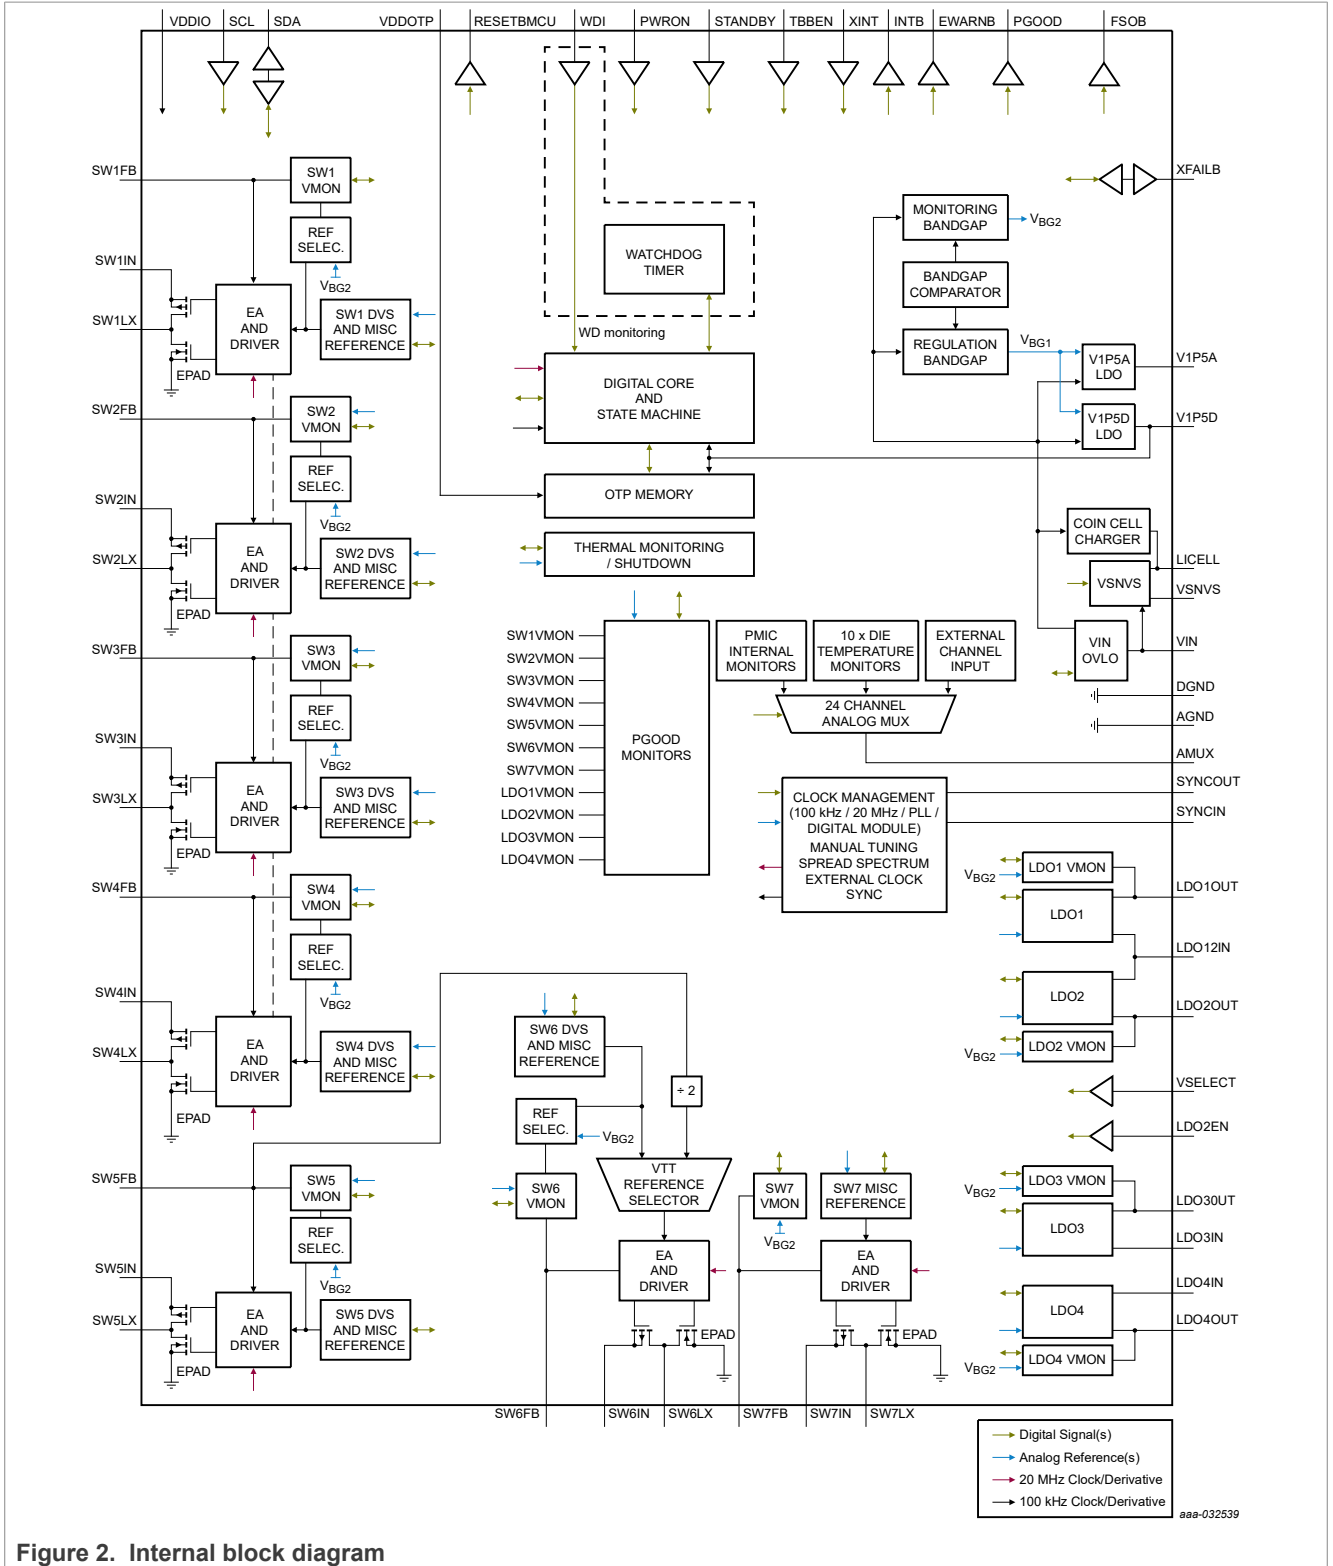 VDDIO SCL SDA VDDOTP RESETBMCU WDI PWRON STANDBY TBBEN XINT INTB EWARNB PGOOD FSOB
SW1FB
SW1
VMON
REF
SELEC.
VBG2
SW1IN
SW1LX
EA
AND
DRIVER
SW1 DVS
AND MISC
REFERENCE
EPAD
SW2FB
SW2
VMON
REF
SELEC.
VBG2
SW2IN
SW2LX
EA
AND
DRIVER
SW2 DVS
AND MISC
REFERENCE
EPAD
SW3FB
SW3
VMON
REF
SELEC.
VBG2
SW3IN
SW3LX
EA
AND
DRIVER
SW3 DVS
AND MISC
REFERENCE
EPAD
SW4FB
SW4
VMON
REF
SELEC.
VBG2
SW4IN
SW4LX
EA
AND
DRIVER
SW4 DVS
AND MISC
REFERENCE
EPAD
SW5FB
SW5
VMON
REF
SELEC.
VBG2
SW5IN
SW5LX
EA
AND
DRIVER
SW5 DVS
AND MISC
REFERENCE
EPAD
WATCHDOG
TIMER
WD monitoring
DIGITAL CORE
AND
STATE MACHINE
OTP MEMORY
THERMAL MONITORING
/ SHUTDOWN
SW1VMON
SW2VMON
SW3VMON
SW4VMON
SW5VMON
SW6VMON
SW7VMON
LDO1VMON
LDO2VMON
LDO3VMON
LDO4VMON
PGOOD
MONITORS
PMIC
INTERNAL
MONITORS
10 x DIE
TEMPERATURE
MONITORS
EXTERNAL
CHANNEL
INPUT
24 CHANNEL
ANALOG MUX
CLOCK MANAGEMENT
(100 kHz / 20 MHz / PLL /
DIGITAL MODULE)
MANUAL TUNING
SPREAD SPECTRUM
EXTERNAL CLOCK
SYNC
MONITORING
BANDGAP
VBG2
BANDGAP
COMPARATOR
REGULATION
BANDGAP
VBG1
V1P5A
LDO
V1P5D
LDO
COIN CELL
CHARGER
VSNVS
VIN
OVLO
XFAILB
V1P5A
V1P5D
LICELL
VSNVS
VIN
DGND
AGND
AMUX
SYNCOUT
SYNCIN
LDO1 VMON
VBG2
LDO1OUT
LDO1
LDO12IN
LDO2
LDO2OUT
LDO2 VMON
VBG2
VSELECT
LDO2EN
LDO3 VMON
VBG2
LDO30UT
LDO3
LDO3IN
LDO4IN
LDO4
LDO4OUT
LDO4 VMON
VBG2
SW6 DVS
AND MISC
REFERENCE
÷ 2
REF
SELEC.
VBG2
SW6
VMON
VTT
REFERENCE
SELECTOR
EA
AND
DRIVER
EPAD
SW7
VMON
VBG2
SW7 MISC
REFERENCE
EA
AND
DRIVER
EPAD
SW6FB SW6IN SW6LX SW7FB SW7IN SW7LX
Digital Signal(s)
Analog Reference(s)
20 MHz Clock/Derivative
100 kHz Clock/Derivative
aaa-032539
Figure 2. Internal block diagram